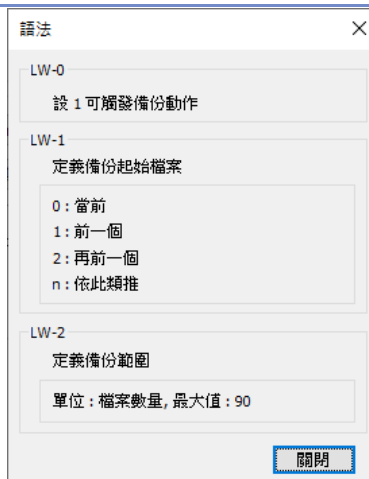 語法
LW-0
設 1 可觸發備份動作
LW-1
定義備份起始檔案
0 : 當前
1 : 前一個
2 : 再前一個
n : 依此類推
LW-2
定義備份範圍
單位 : 檔案數量, 最大值 : 90
關閉